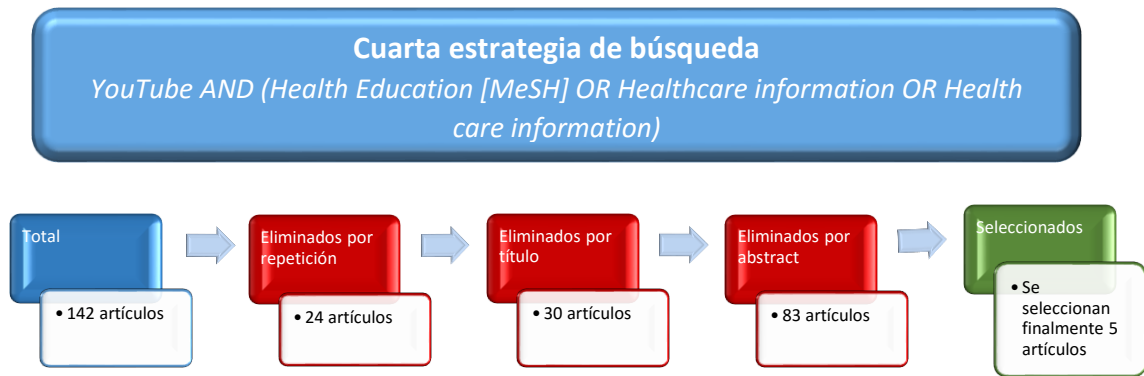 Cuarta estrategia de búsqueda
YouTube AND (Health Education [MeSH] OR Healthcare information OR Health
care information)
Total
• 142 artículos
Eliminados por
repetición
• 24 artículos
Eliminados por
título
• 30 artículos
Eliminados por
abstract
• 83 artículos
Seleccionados
• Se
seleccionan
finalmente 5
artículos